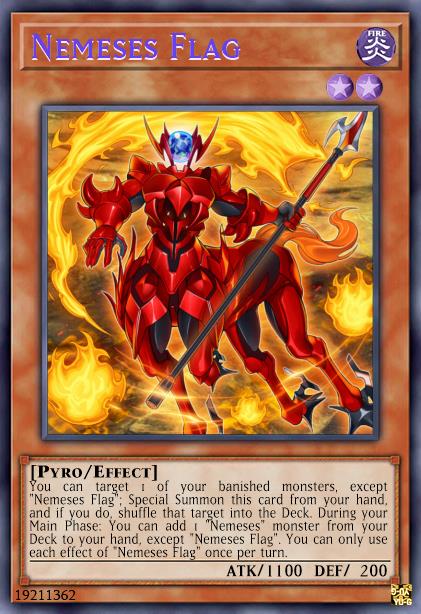 Nemeses Flag
FIRE
炎
[Pyro/Effect]
You can target 1 of your banished monsters, except
"Nemeses Flag"; Special Summon this card from your hand,
and if you do, shuffle that target into the Deck. During your
Main Phase: You can add 1 "Nemeses" monster from your
Deck to your hand, except "Nemeses Flag". You can only use
each effect of "Nemeses Flag" once per turn.
ATK/1100 DEF/ 200
19211362